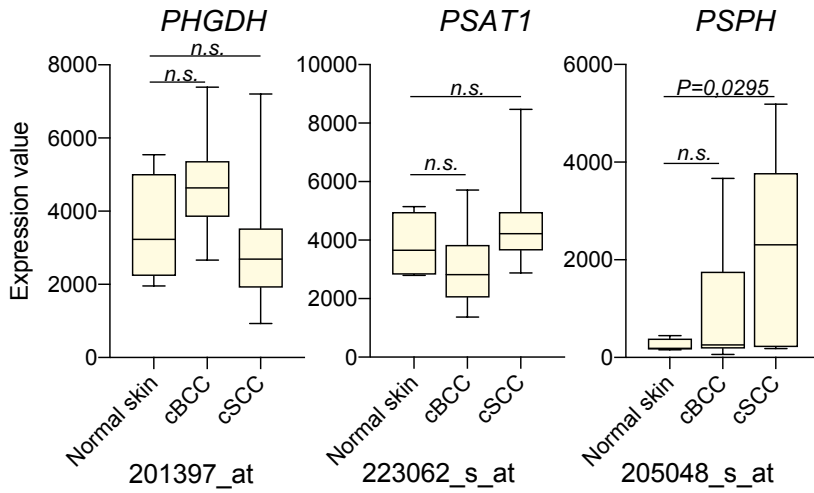 PHGDH
PSAT1
PSPH
n.s.
n.s.
n.s.
n.s.
P=0,0295
n.s.
Expression value
8000
6000
4000
2000
0
10000
8000
6000
4000
2000
0
6000
4000
2000
0
Normal skin
cBCC
cSCC
Normal skin
cBCC
cSCC
Normal skin
cBCC
cSCC
201397_at
223062_s_at
205048_s_at